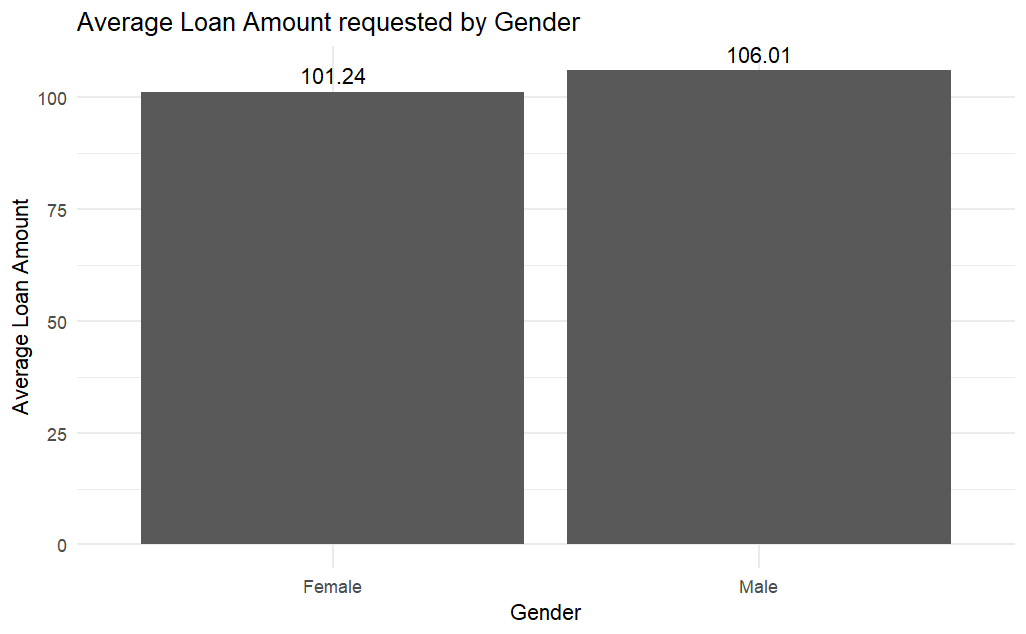 Average Loan Amount requested by Gender
101.24
106.01
100
75
50
25
0
Average Loan Amount
Female
Male
Gender